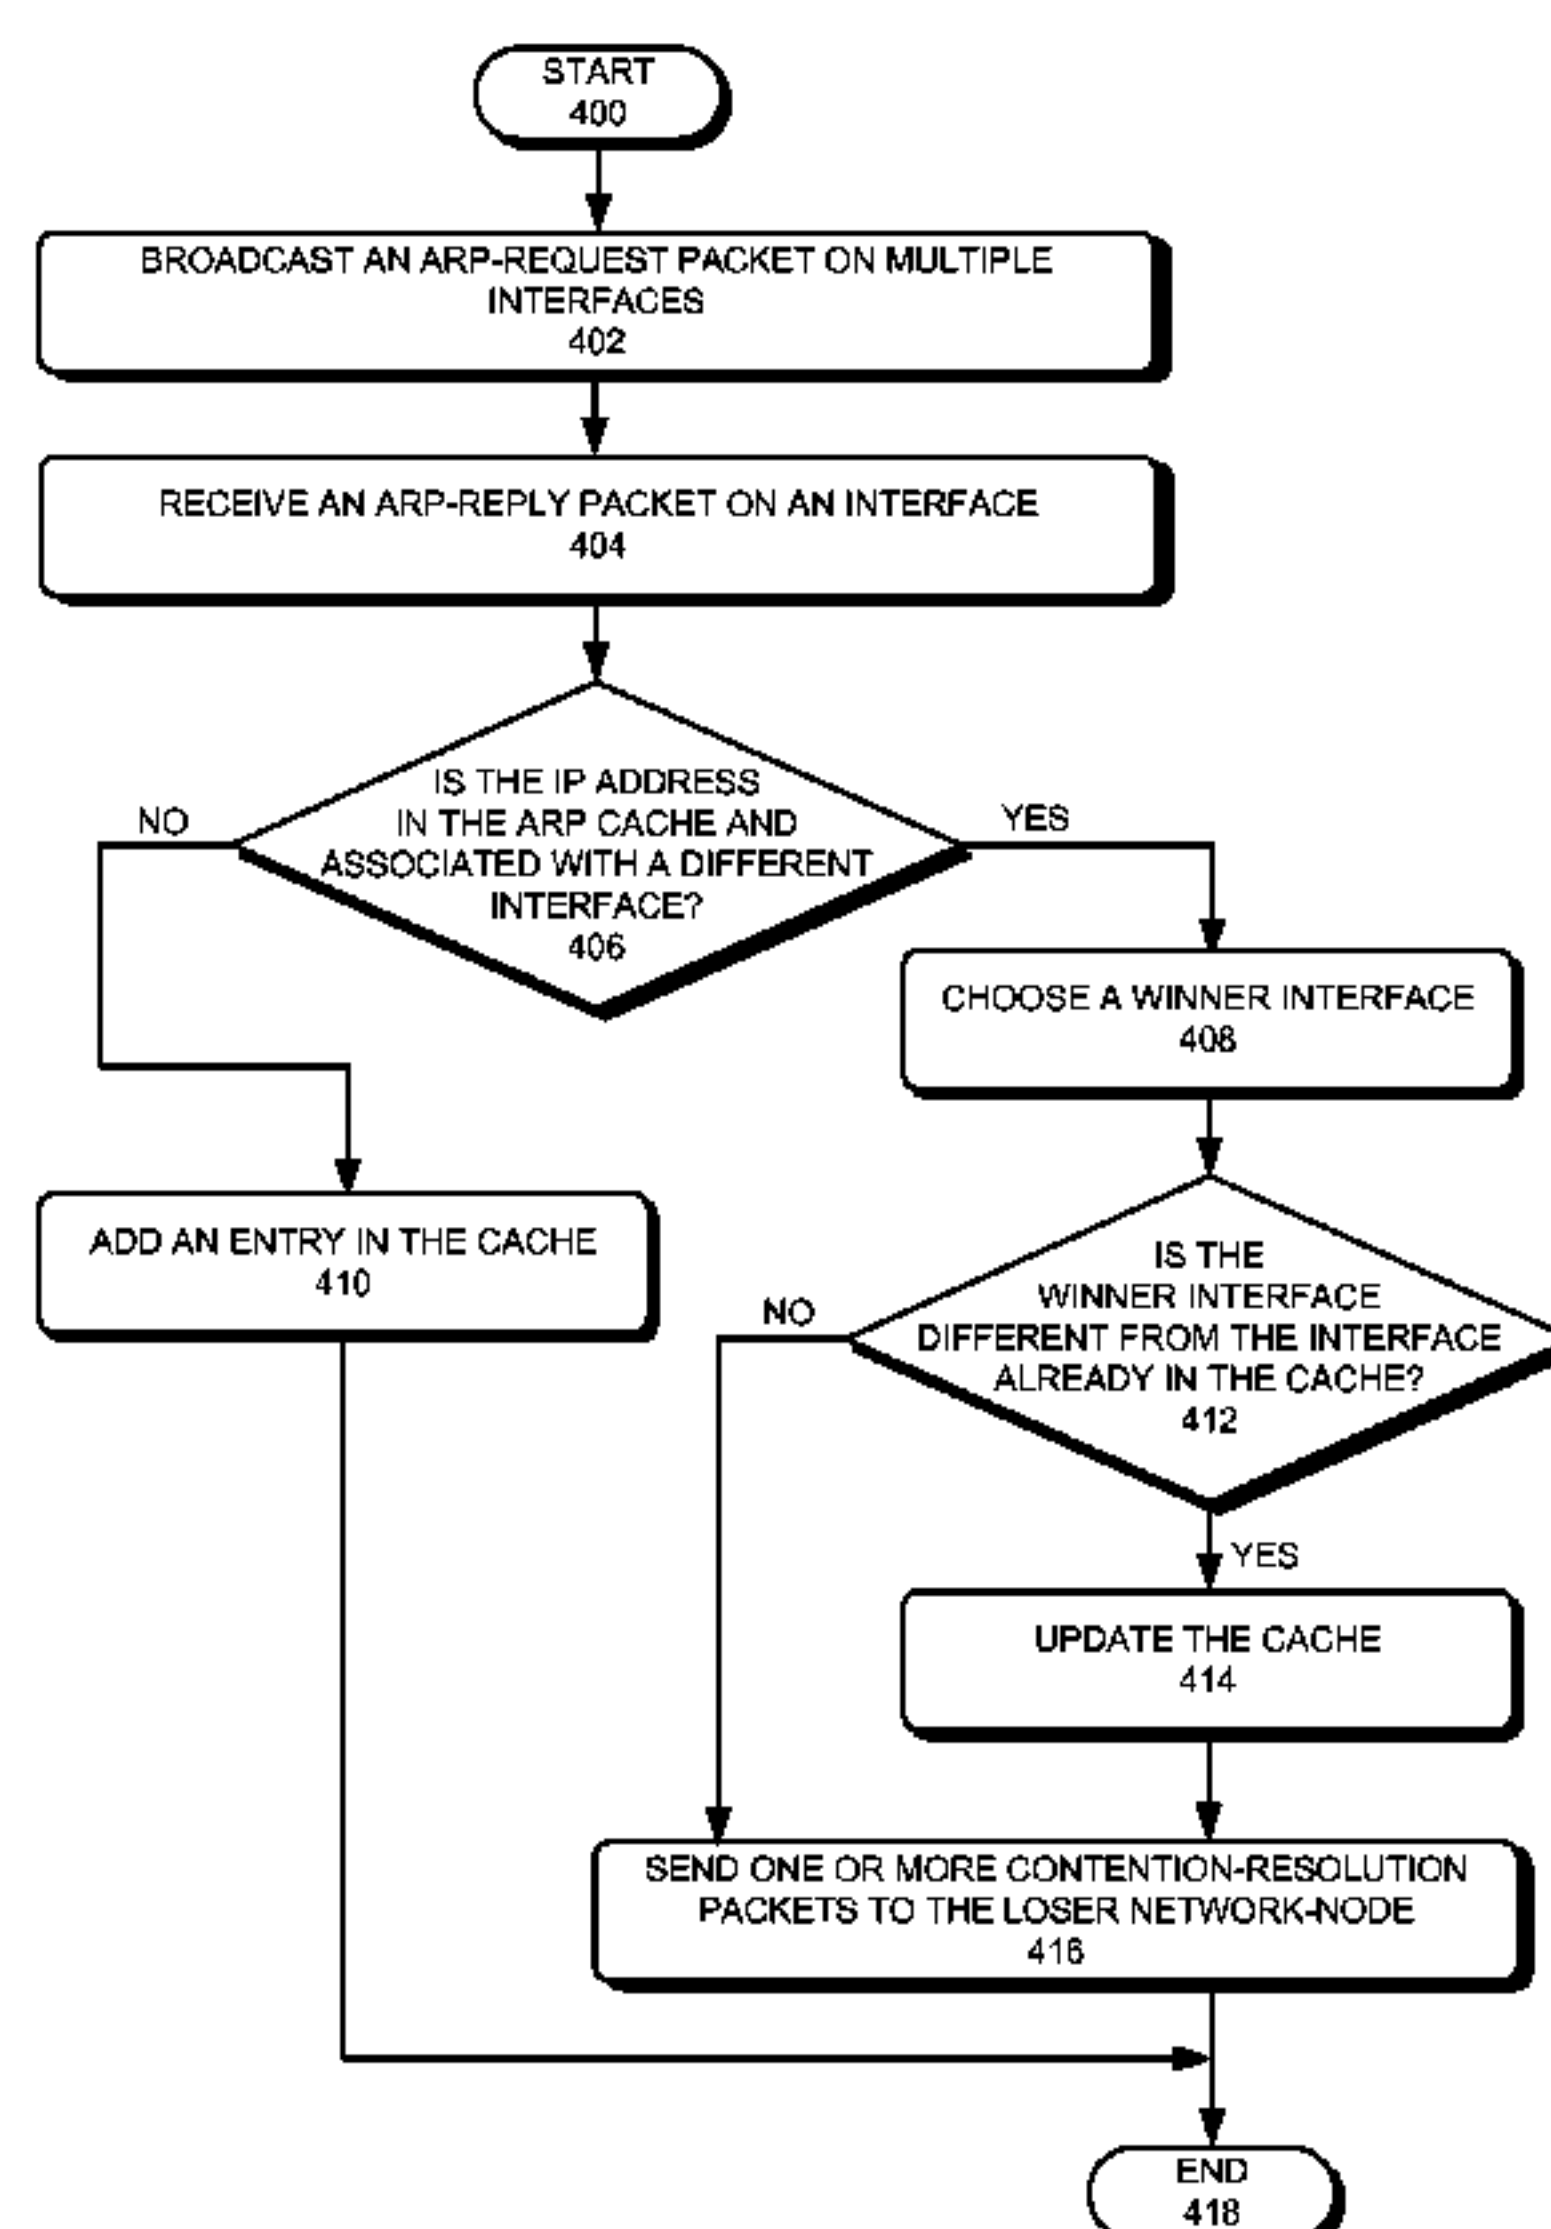 START
400
BROADCAST AN ARP-REQUEST PACKET ON MULTIPLE
INTERFACES
402
RECEIVE AN ARP-REPLY PACKET ON AN INTERFACE
404
IS THE IP ADDRESS
IN THE ARP CACHE AND
ASSOCIATED WITH A DIFFERENT
INTERFACE?
406
NO
YES
CHOOSE A WINNER INTERFACE
408
ADD AN ENTRY IN THE CACHE
410
IS THE
WINNER INTERFACE
DIFFERENT FROM THE INTERFACE
ALREADY IN THE CACHE?
412
NO
YES
UPDATE THE CACHE
414
SEND ONE OR MORE CONTENTION-RESOLUTION
PACKETS TO THE LOSER NETWORK-NODE
416
END
418